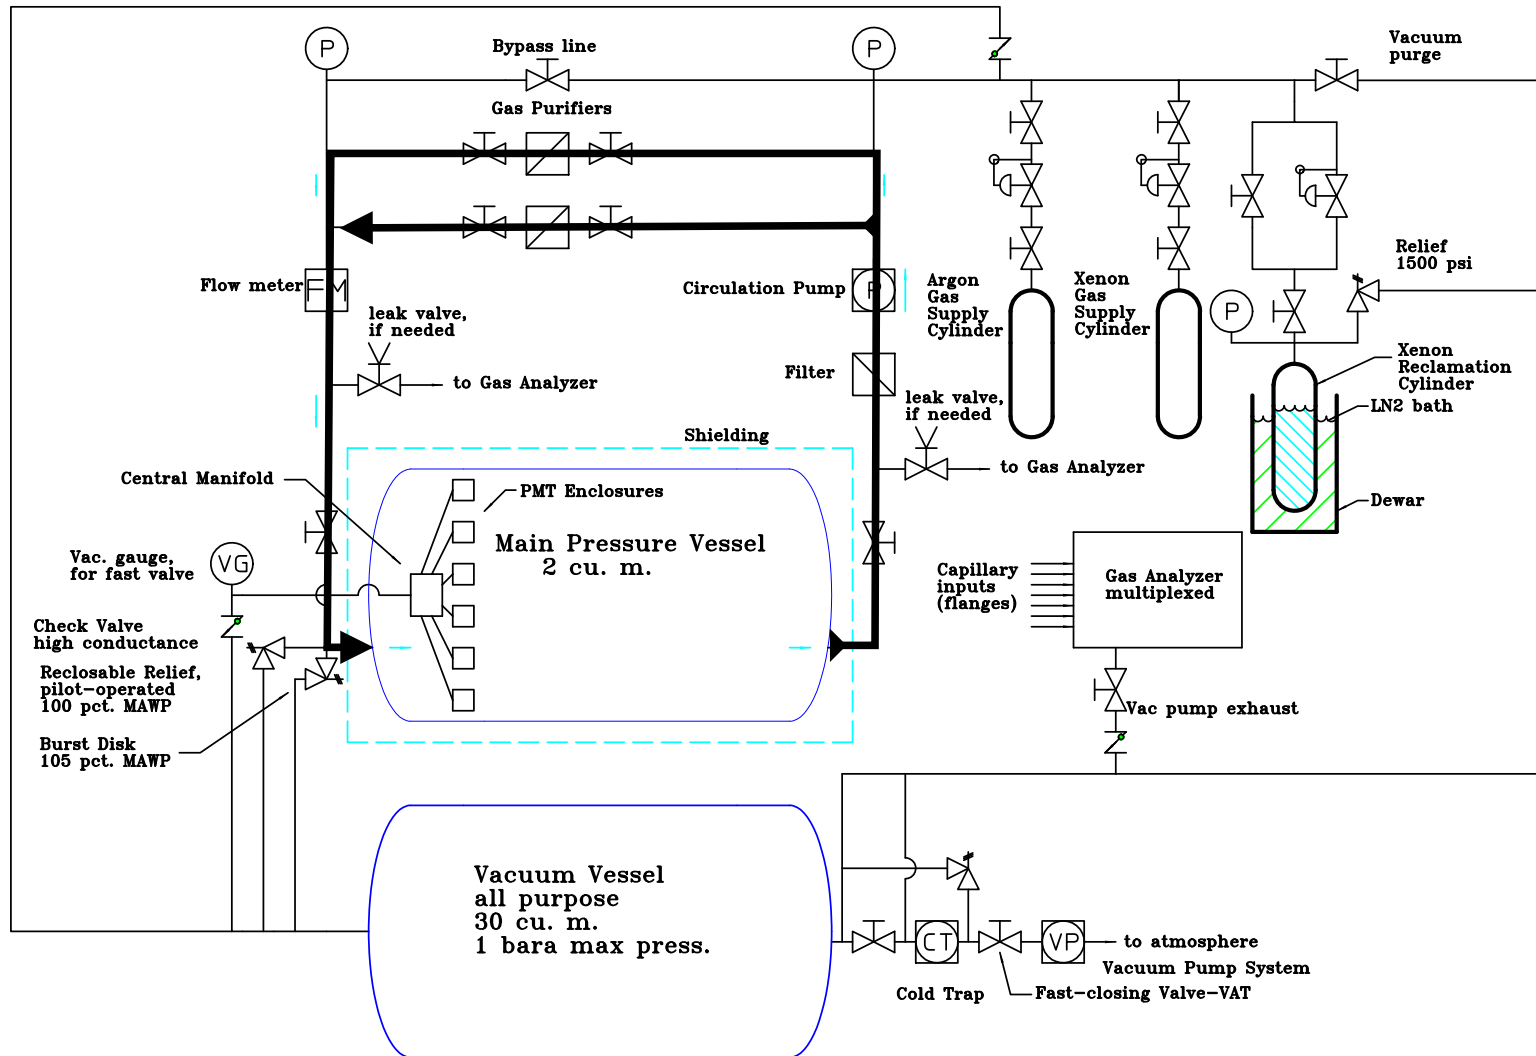 P
Bypass line
P
Vacuum
purge
Gas Purifiers
Flow meter
FM
Circulation Pump
P
Argon
Gas
Supply
Cylinder
Xenon
Gas
Supply
Cylinder
Relief
1500 psi
P
leak valve,
if needed
to Gas Analyzer
Filter
leak valve,
if needed
to Gas Analyzer
Xenon
Reclamation
Cylinder
LN2 bath
Dewar
Shielding
Central Manifold
PMT Enclosures
Main Pressure Vessel
2 cu. m.
Vac. gauge,
for fast valve
VG
Check Valve
high conductance
Reclosable Relief,
pilot-operated
100 pct. MAWP
Burst Disk
105 pct. MAWP
Capillary
inputs
(flanges)
Gas Analyzer
multiplexed
Vac pump exhaust
Vacuum Vessel
all purpose
30 cu. m.
1 bara max press.
CT
VP
to atmosphere
Vacuum Pump System
Cold Trap
Fast-closing Valve-VAT